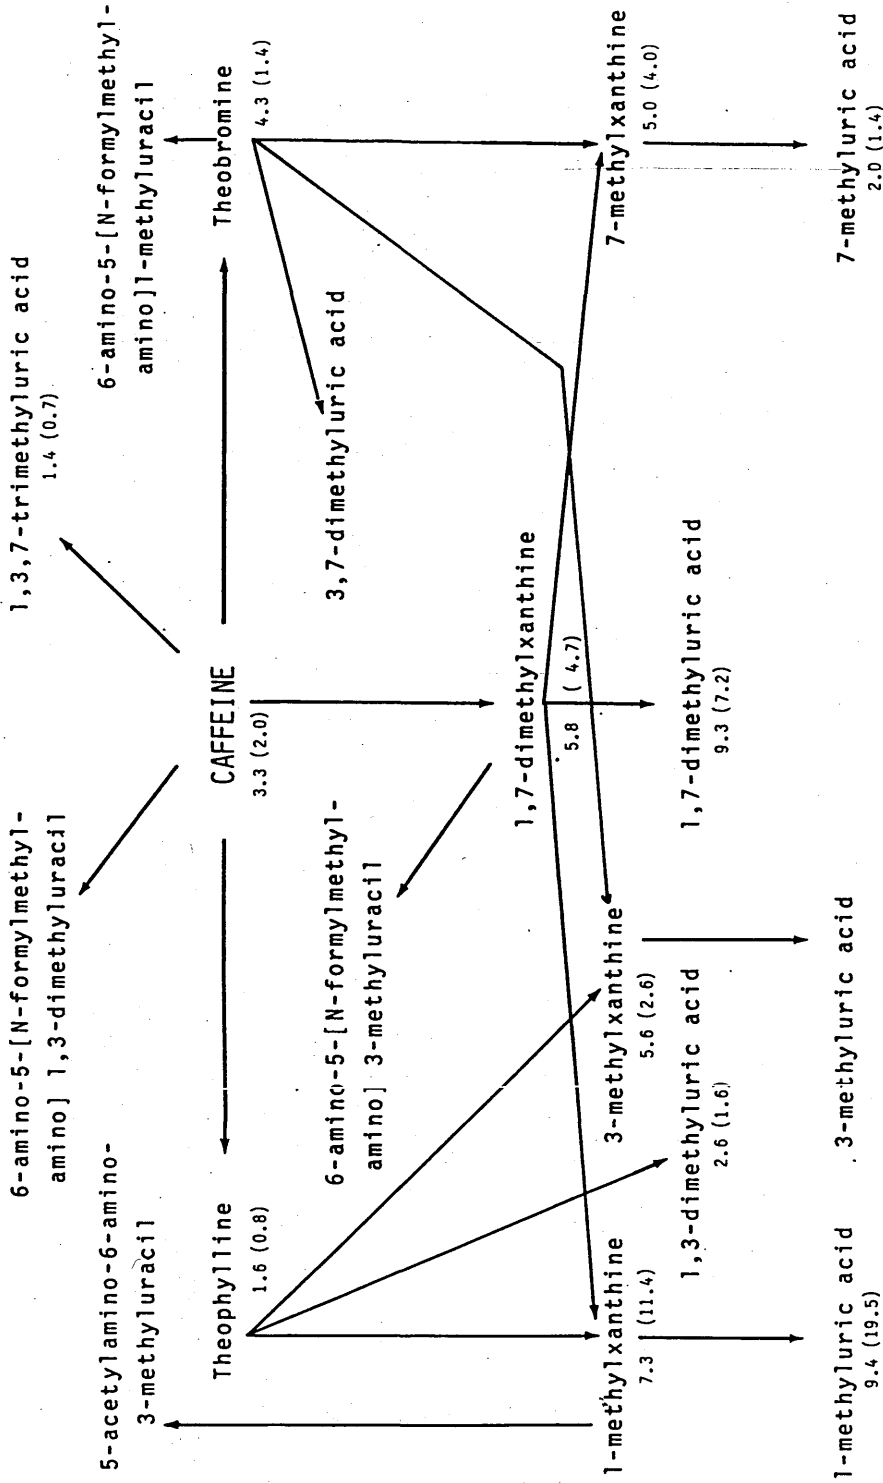 1,3,7-trimethyluric acid
1.4 (0.7)
6-amino-5-[N-formylmethyl-
amino] 1,3-dimethyluracil
6-amino-5-[N-formylmethyl-
amino]1-methyluracil
5-acetylamino-6-amino-
3-methyluracil
Theophylline
1.6 (0.8)
CAFFEINE
3.3 (2.0)
Theobromine
4.3 (1.4)
6-amino-5-[N-formylmethyl-
amino] 3-methyluracil
3,7-dimethyluric acid
1,7-dimethylxanthine
5.8 ( 4.7)
1-methylxanthine
7.3 (11.4)
3-methylxanthine
5.6 (2.6)
7-methylxanthine
5.0 (4.0)
1,3-dimethyluric acid
2.6 (1.6)
1,7-dimethyluric acid
9.3 (7.2)
1-methyluric acid
9.4 (19.5)
3-methyluric acid
7-methyluric acid
2.0 (1.4)